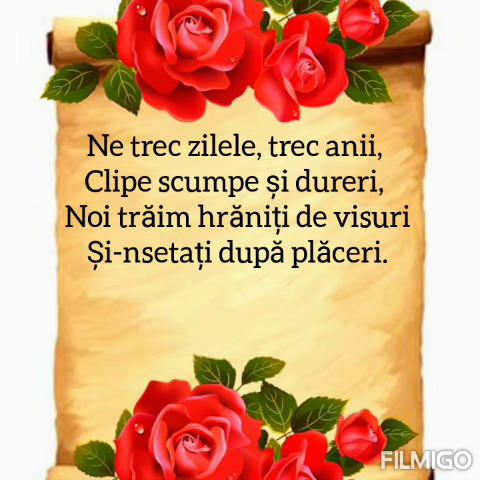 Ne trec zilele, trec anii,
Clipe scumpe și dureri,
Noi trăim hrăniți de visuri
Și-nsetați după plăceri.
FILMIGO